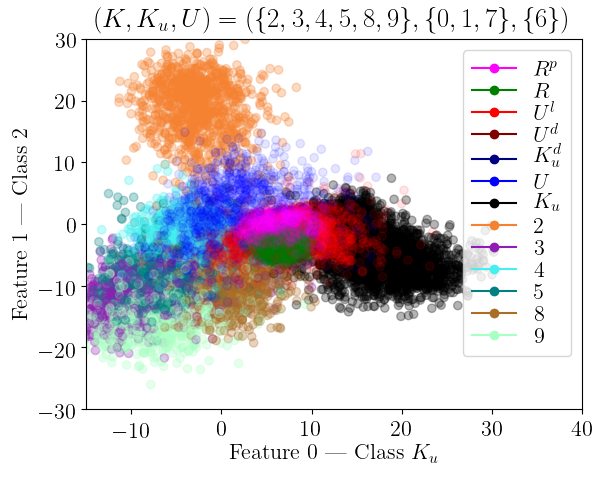 (K, K_u, U) = ({2, 3, 4, 5, 8, 9}, {0, 1, 7}, {6})
Feature 1 — Class 2
30
20
10
0
−10
−20
−30
−10
0
10
20
30
40
Feature 0 — Class K_u
R^p
R
U^l
U^d
K_u^d
U
K_u
2
3
4
5
8
9